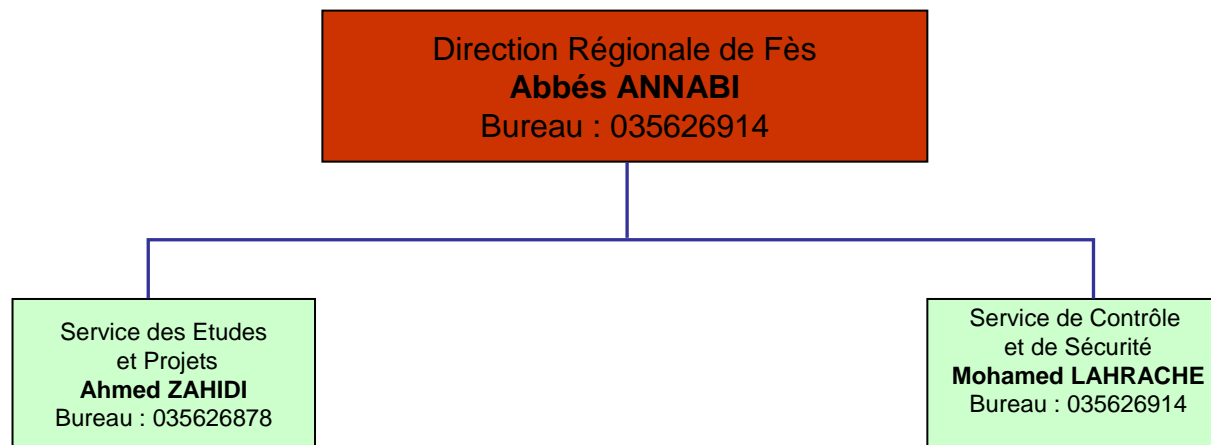 Direction Régionale de Fès
Abbés ANNABI
Bureau : 035626914
Service des Etudes
et Projets
Ahmed ZAHIDI
Bureau : 035626878
Service de Contrôle
et de Sécurité
Mohamed LAHRACHE
Bureau : 035626914